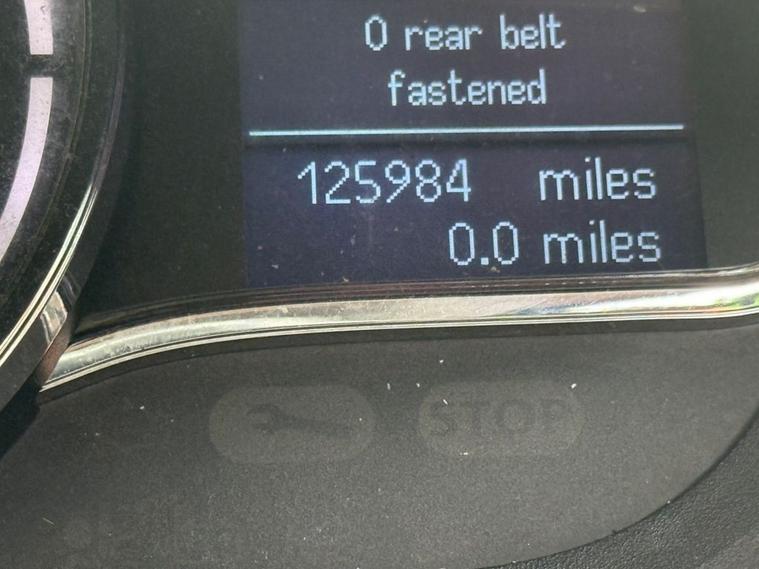 0 rear belt
fastened
125984 miles
0.0 miles
STOP